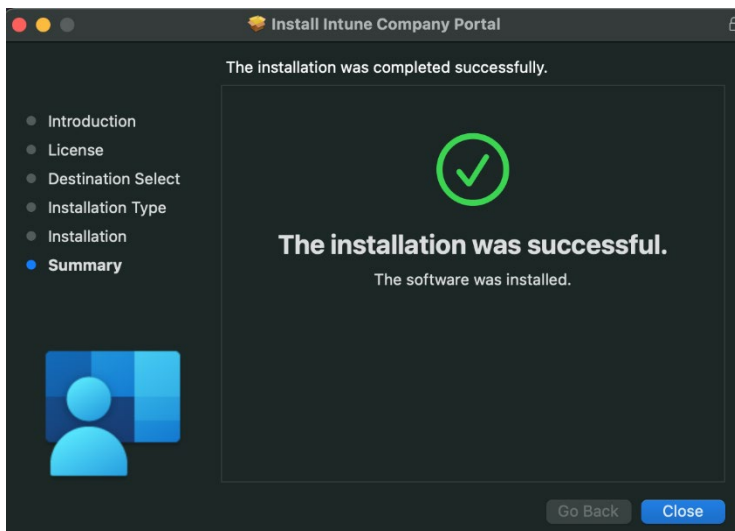 Install Intune Company Portal
The installation was completed successfully.
Introduction
License
Destination Select
Installation Type
Installation
Summary
The installation was successful.
The software was installed.
Go Back
Close